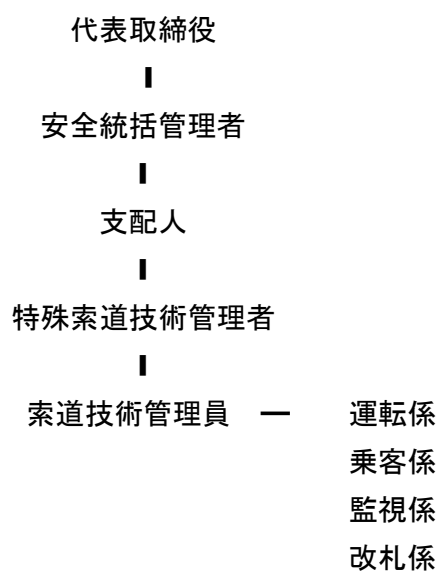 代表取締役
安全統括管理者
支配人
特殊索道技術管理者
索道技術管理員 ー 運転係
乗客係
監視係
改札係